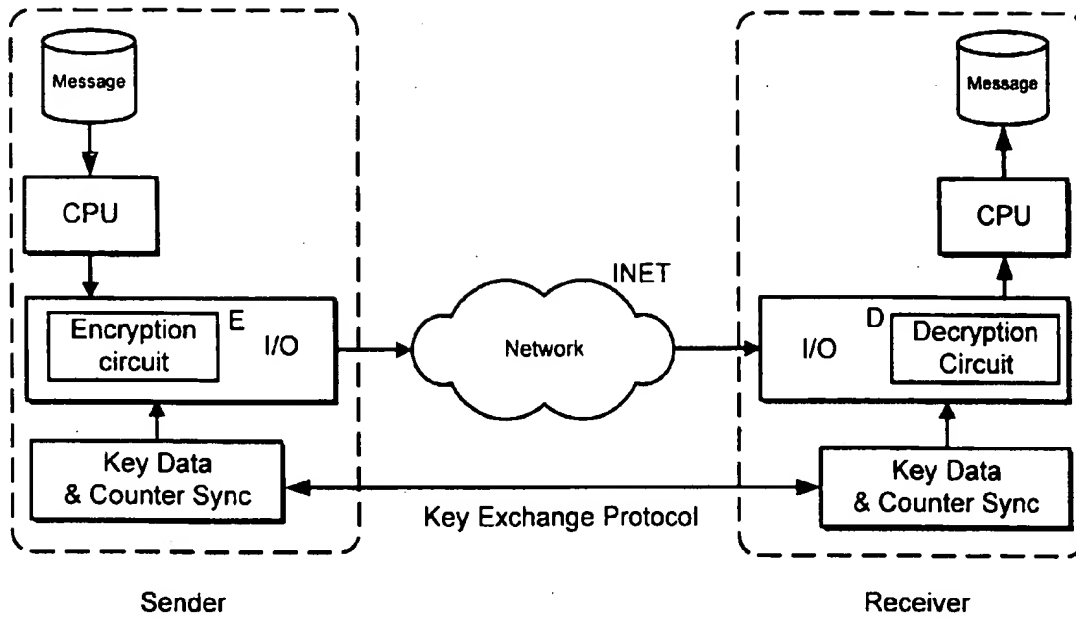 Message
Message
CPU
CPU
INET
Encryption
circuit
E
I/O
Network
I/O
D
Decryption
Circuit
Key Data
& Counter Sync
Key Data
& Counter Sync
Key Exchange Protocol
Sender
Receiver